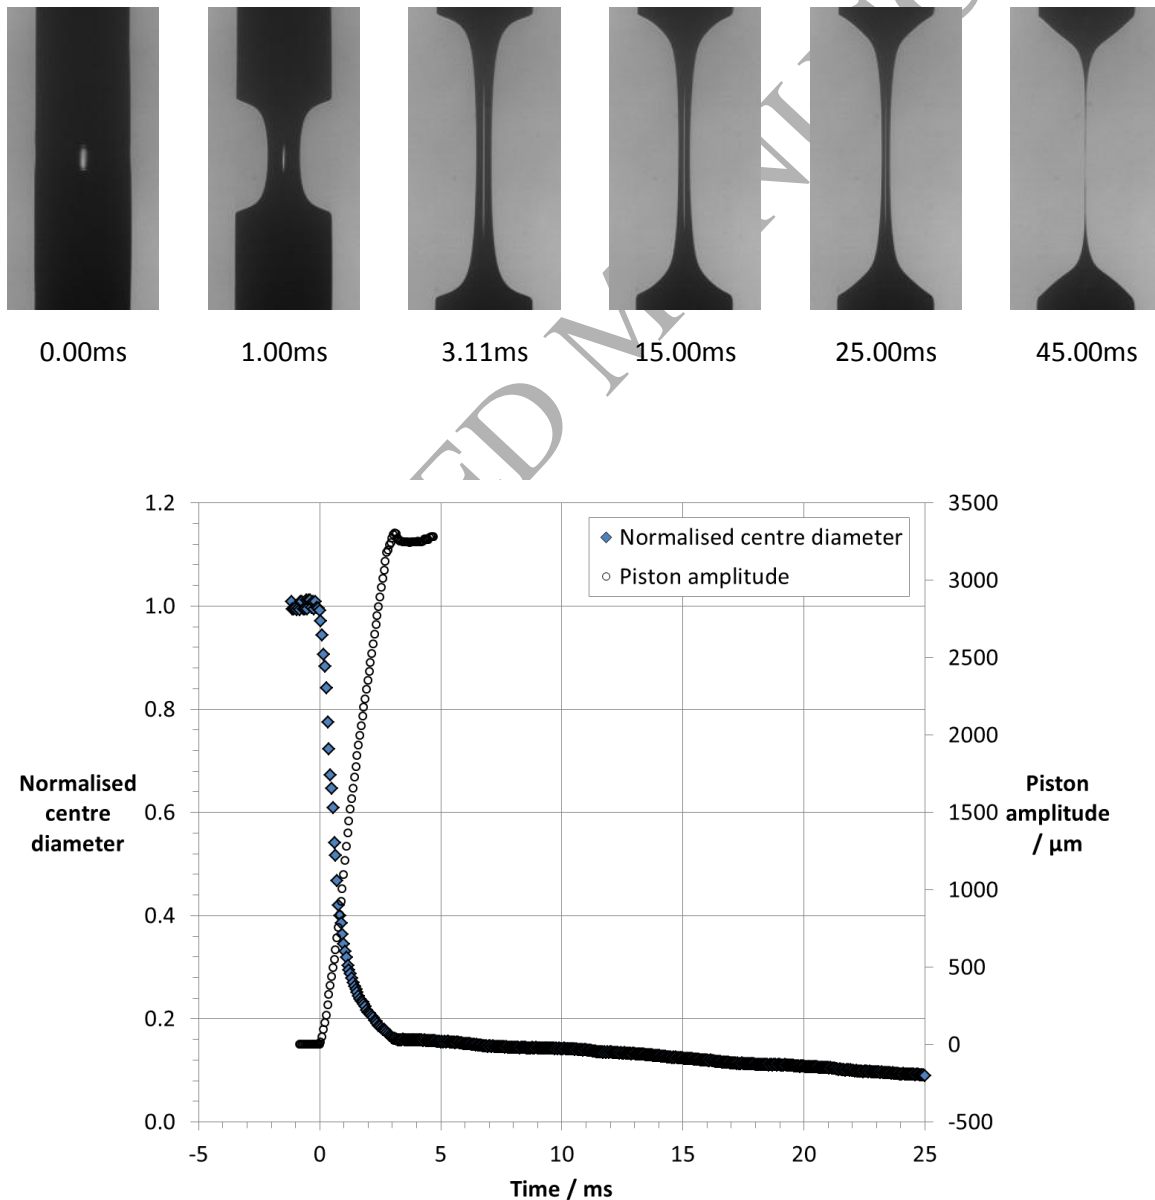 0.00ms 1.00ms 3.11ms 15.00ms 25.00ms 45.00ms
1.2 3500
Normalised centre diameter
Piston amplitude
3000
1.0
2500
0.8
2000
Normalised
centre
diameter
0.6
Piston
1500 amplitude
/ µm
1000
0.4
500
0.2
0
0.0 -500
-5 0 5 10 15 20 25
Time / ms